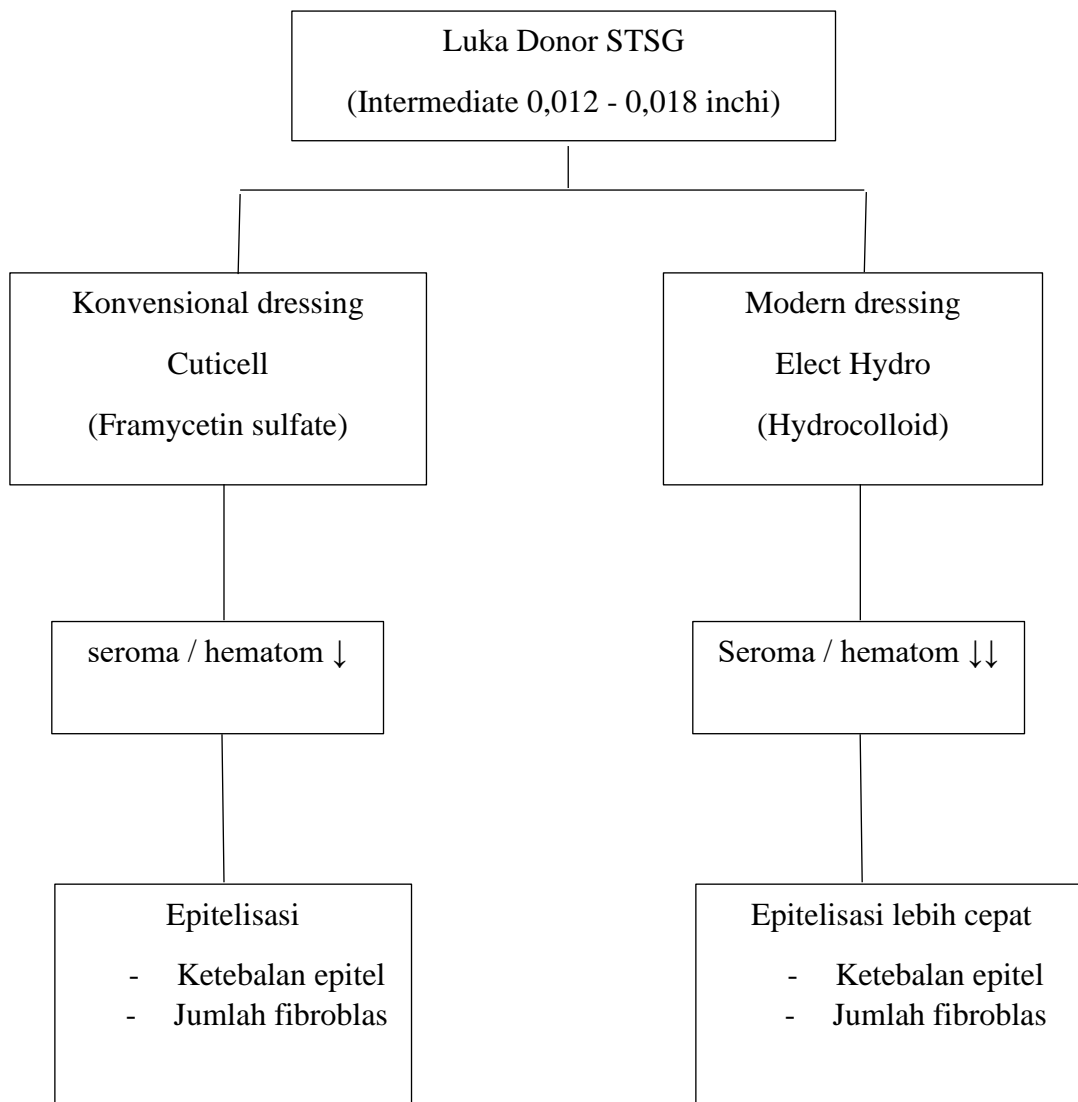 Luka Donor STSG
(Intermediate 0,012 - 0,018 inchi)
Konvensional dressing
Cuticell
(Framycetin sulfate)
Modern dressing
Elect Hydro
(Hydrocolloid)
seroma / hematom ↓
Seroma / hematom ↓↓
Epitelisasi
- Ketebalan epitel
- Jumlah fibroblas
Epitelisasi lebih cepat
- Ketebalan epitel
- Jumlah fibroblas